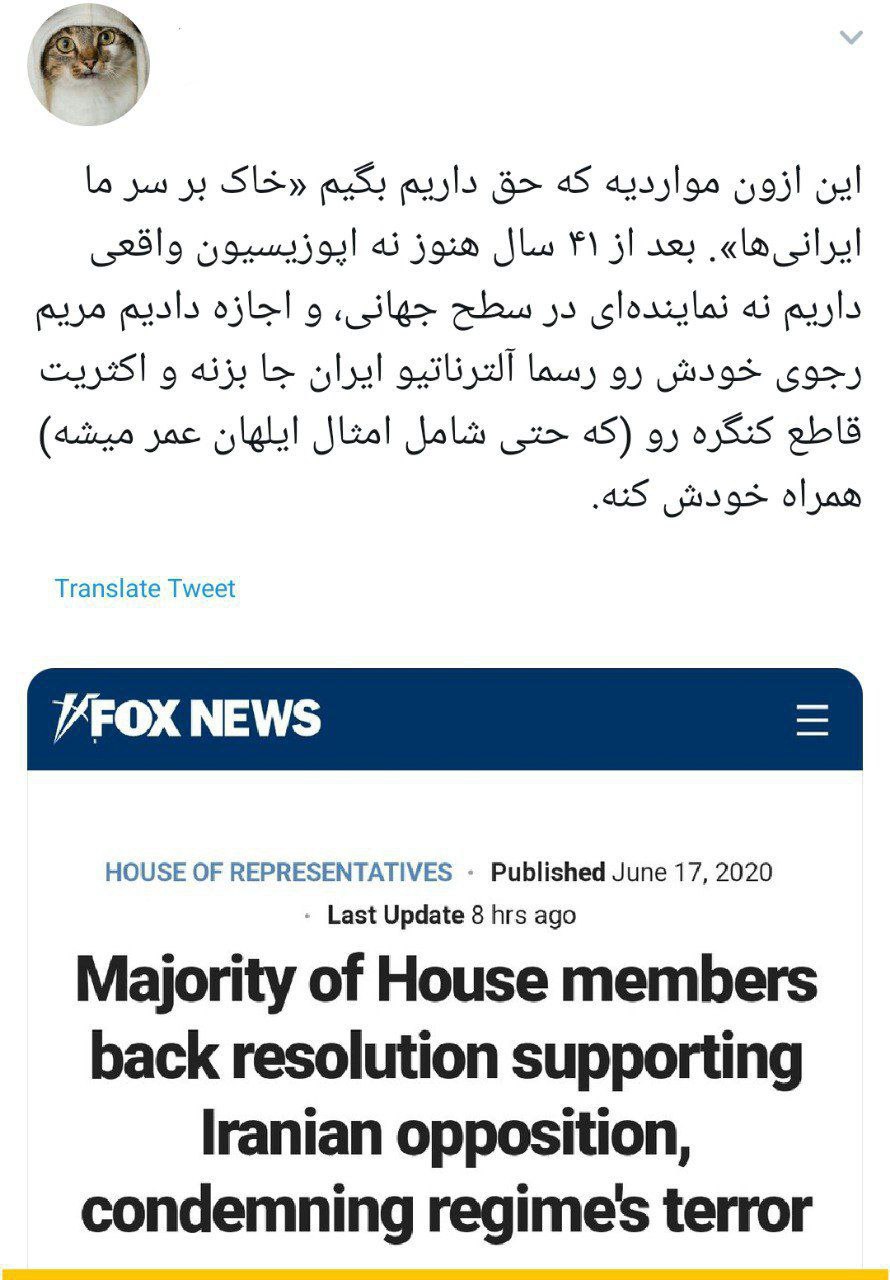 این ازون مواردیه که حق داریم بگیم «خاک بر سر ما
ایرانی‌ها». بعد از ۴۱ سال هنوز نه اپوزیسیون واقعی
داریم نه نماینده‌ای در سطح جهانی، و اجازه دادیم مریم
رجوی خودش رو رسما آلترناتیو ایران جا بزنه و اکثریت
قاطع کنگره رو (که حتی شامل امثال ایلهان عمر میشه)
همراه خودش کنه.
Translate Tweet
FOX NEWS
HOUSE OF REPRESENTATIVES · Published June 17, 2020
· Last Update 8 hrs ago
Majority of House members
back resolution supporting
Iranian opposition,
condemning regime's terror